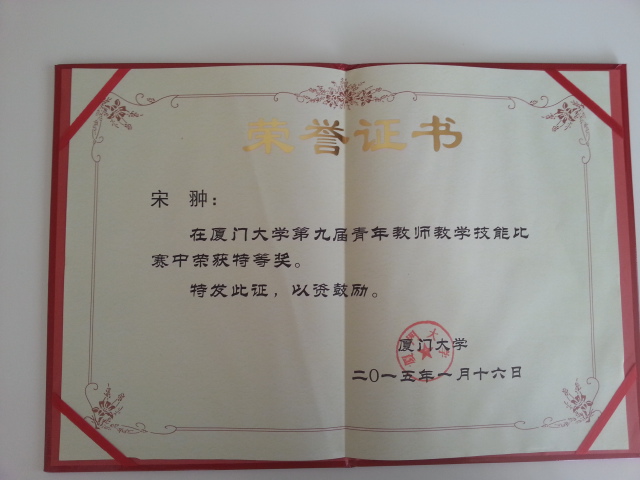 荣誉证书
宋 翀：
在厦门大学第九届青年教师教学技能比
赛中荣获特等奖。
特发此证，以资鼓励。
厦门大学
二〇一五年一月十六日